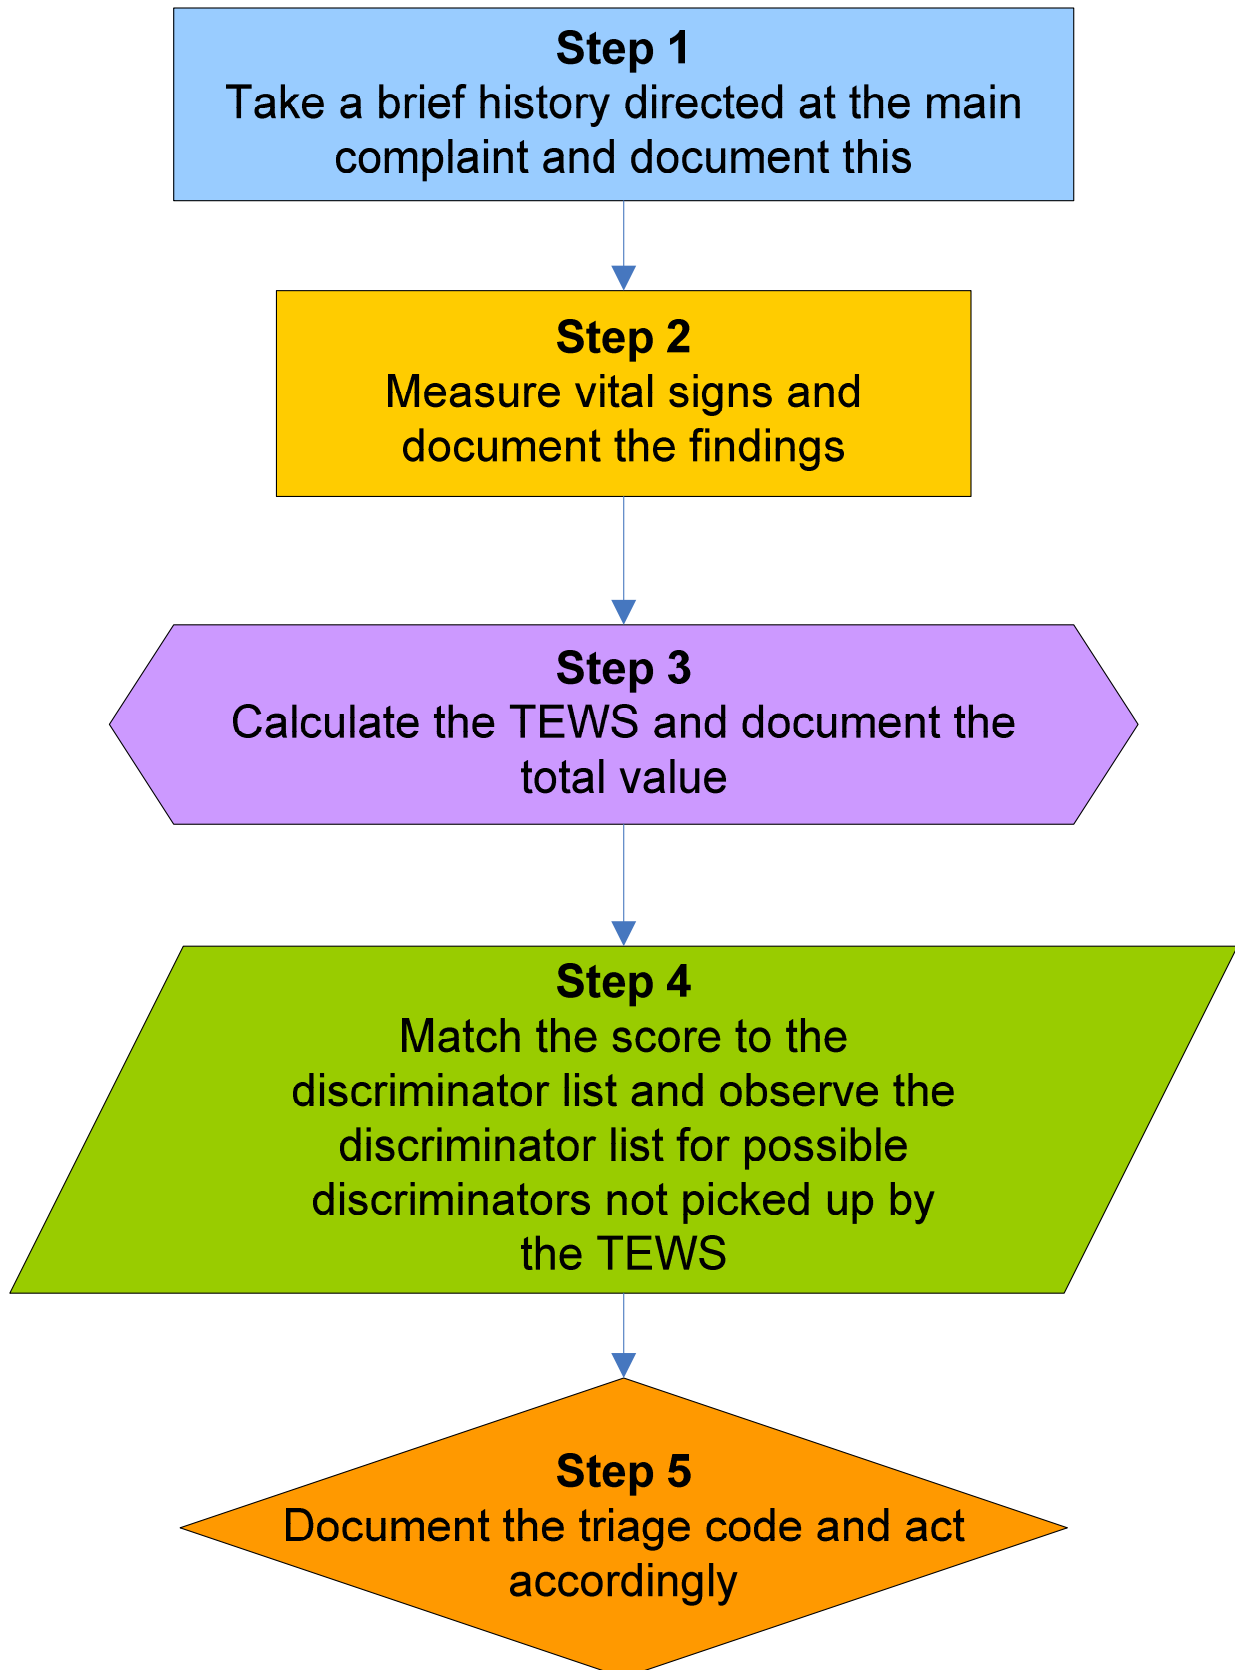 Step 1
Take a brief history directed at the main
complaint and document this
Step 2
Measure vital signs and
document the findings
Step 3
Calculate the TEWS and document the
total value
Step 4
Match the score to the
discriminator list and observe the
discriminator list for possible
discriminators not picked up by
the TEWS
Step 5
Document the triage code and act
accordingly